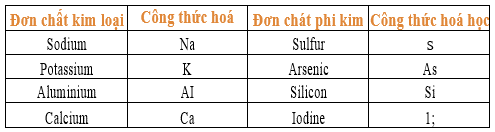 Đơn chất kim loại Công thức hoá Đơn chát phi kim Công thức hoá học
Sodium Na Sulfur s
Potassium K Arsenic As
Aluminium AI Silicon Si
Calcium Ca Iodine 1;